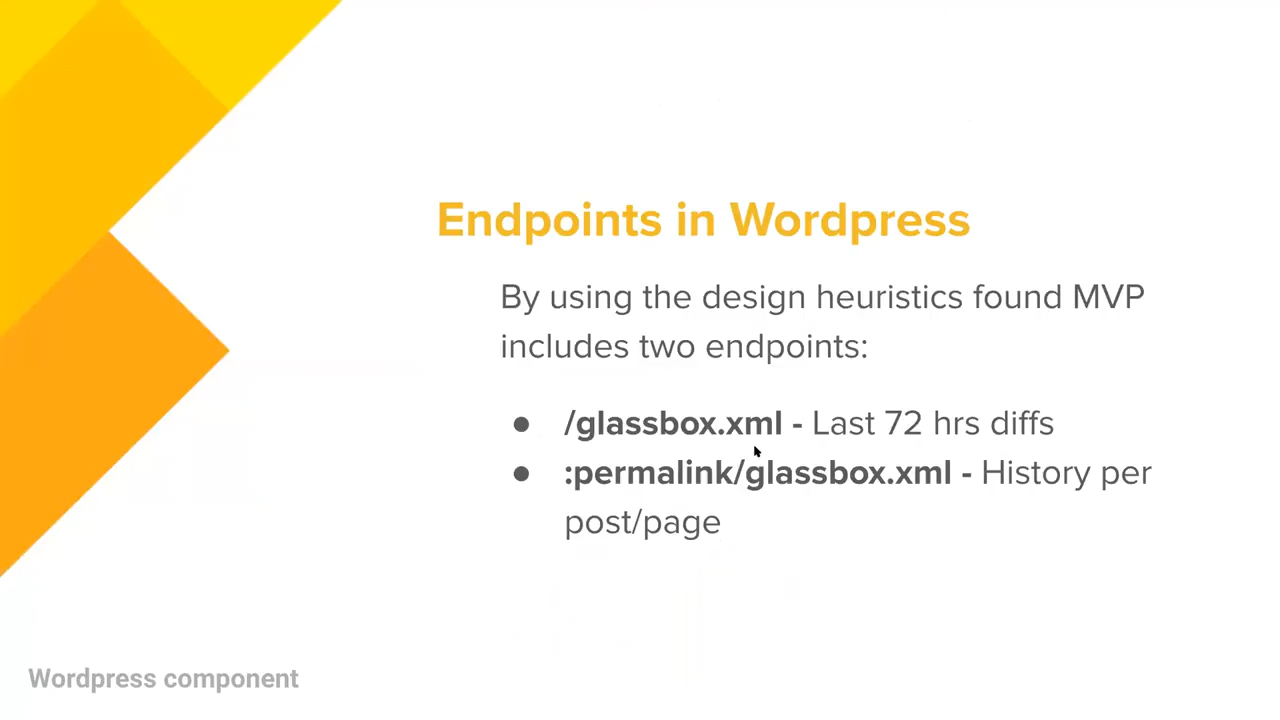 Endpoints in Wordpress
By using the design heuristics found MVP
includes two endpoints:
● /glassbox.xml - Last 72 hrs diffs
● :permalink/glassbox.xml - History per
post/page
Wordpress component